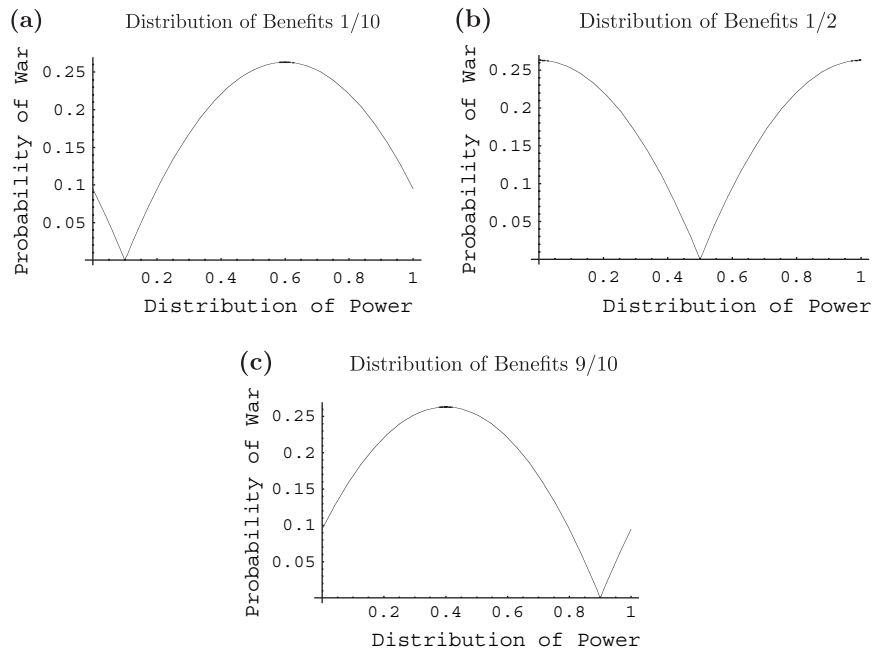 (a) Distribution of Benefits 1/10
Probability of War
0.25
0.2
0.15
0.1
0.05
0.2 0.4 0.6 0.8 1
Distribution of Power
(b) Distribution of Benefits 1/2
Probability of War
0.25
0.2
0.15
0.1
0.05
0.2 0.4 0.6 0.8 1
Distribution of Power
(c) Distribution of Benefits 9/10
Probability of War
0.25
0.2
0.15
0.1
0.05
0.2 0.4 0.6 0.8 1
Distribution of Power